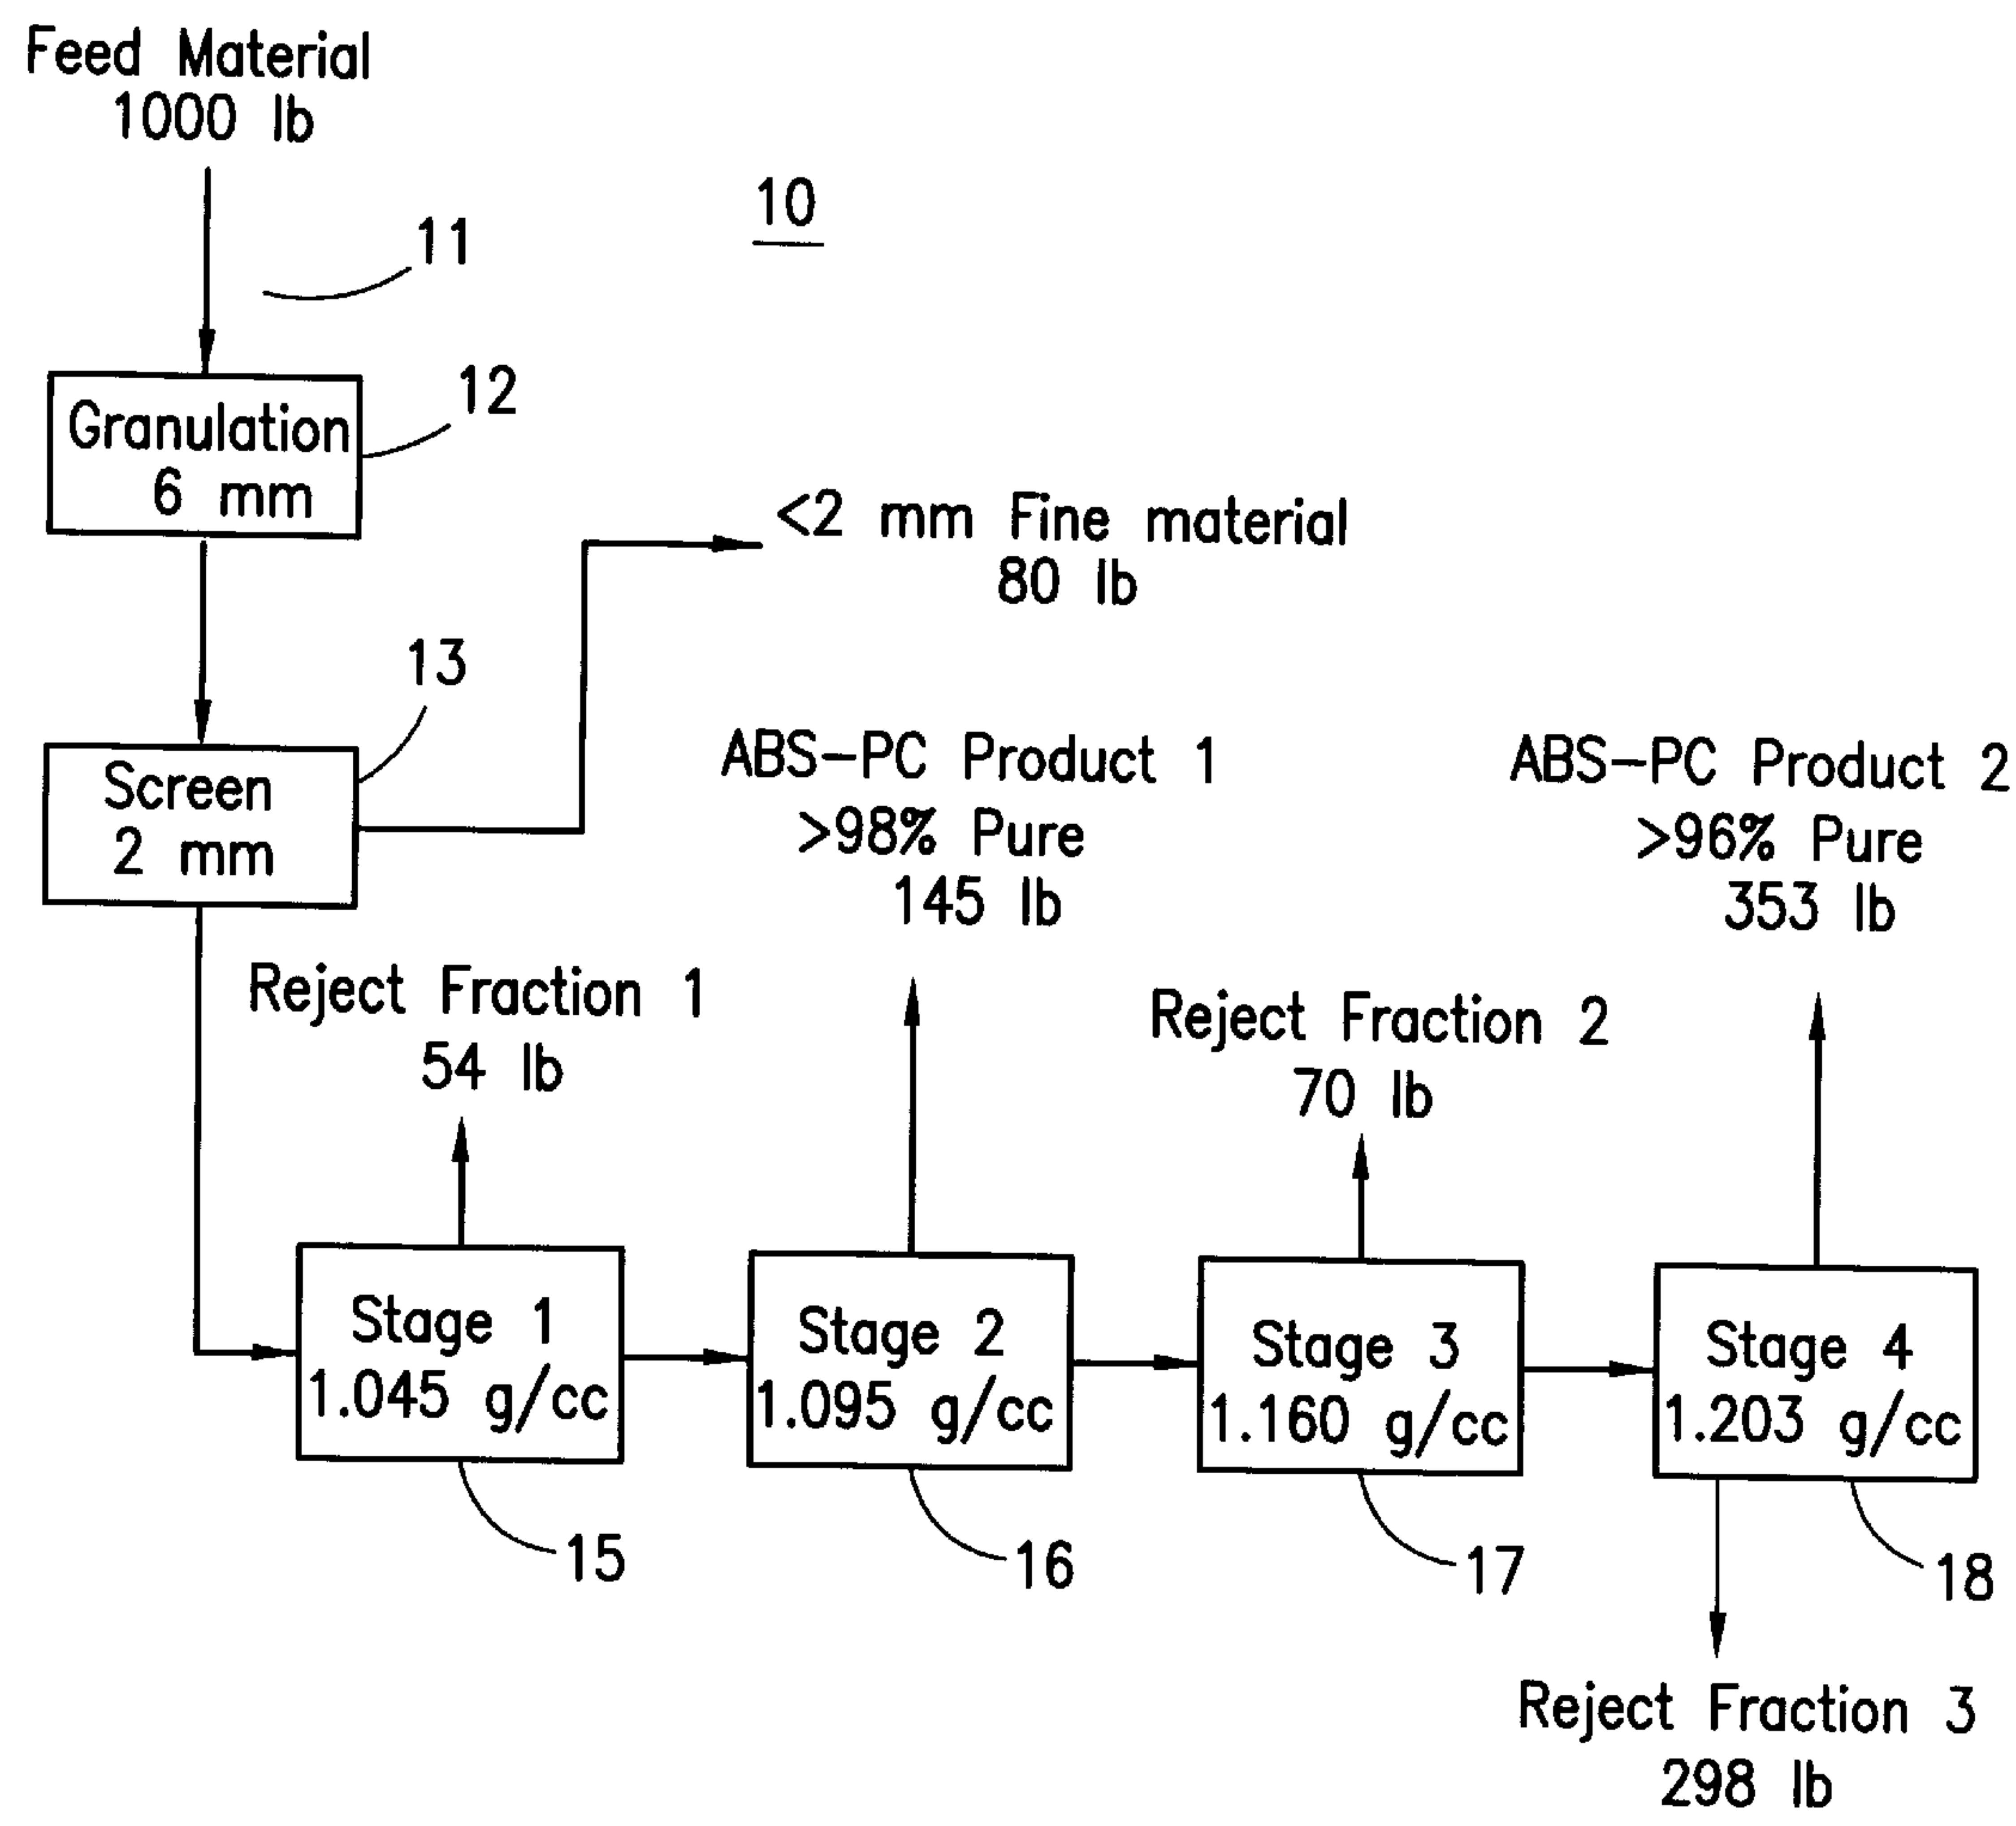 Feed Material
1000 lb
11
10
Granulation
6 mm
12
<2 mm Fine material
80 lb
13
Screen
2 mm
ABS-PC Product 1
>98% Pure
145 lb
ABS-PC Product 2
>96% Pure
353 lb
Reject Fraction 1
54 lb
Reject Fraction 2
70 lb
Stage 1
1.045 g/cc
Stage 2
1.095 g/cc
Stage 3
1.160 g/cc
Stage 4
1.203 g/cc
15
16
17
18
Reject Fraction 3
298 lb